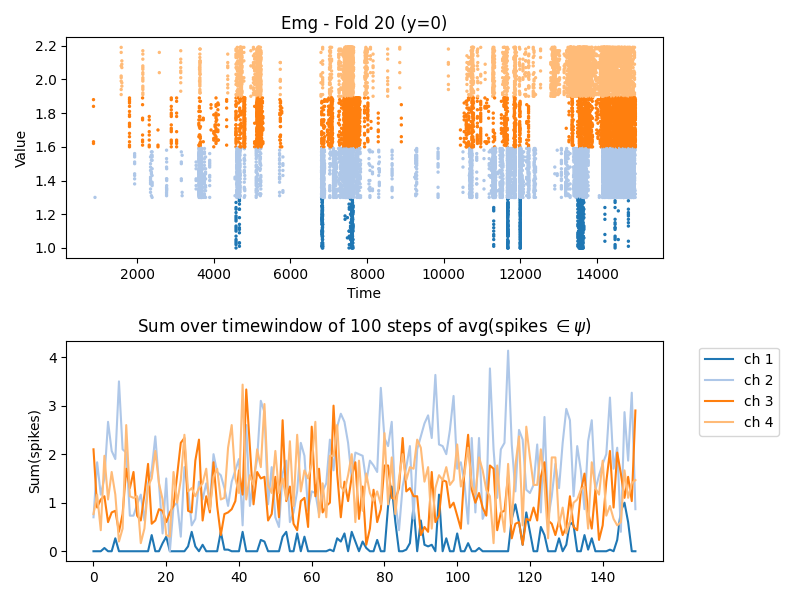 Emg - Fold 20 (y=0)
2.2
2.0
1.8
1.6
1.4
1.2
1.0
Value
2000 4000 6000 8000 10000 12000 14000
Time
Sum over timewindow of 100 steps of avg(spikes ∈ ψ)
4
3
2
1
0
Sum(spikes)
0 20 40 60 80 100 120 140
ch 1
ch 2
ch 3
ch 4